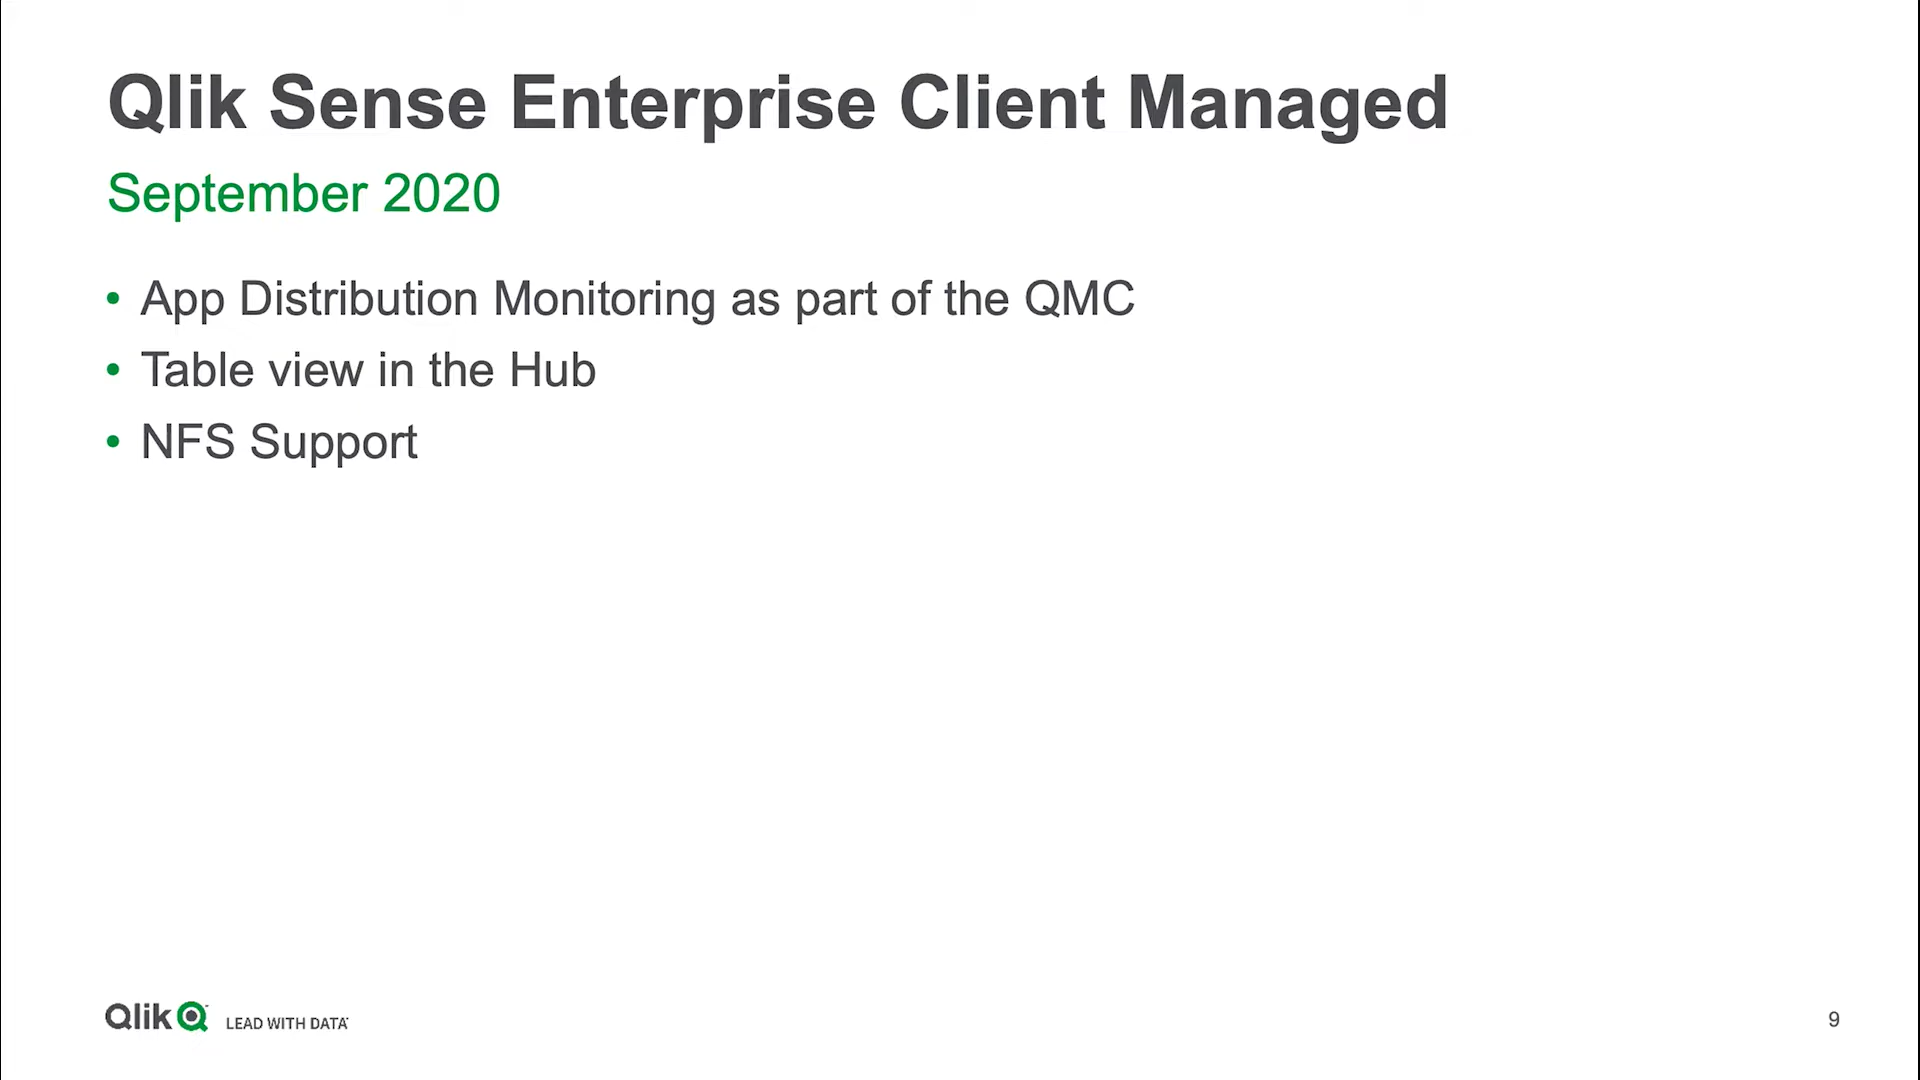 Qlik Sense Enterprise Client Managed
September 2020
• App Distribution Monitoring as part of the QMC
• Table view in the Hub
• NFS Support
Qlik LEAD WITH DATA
9